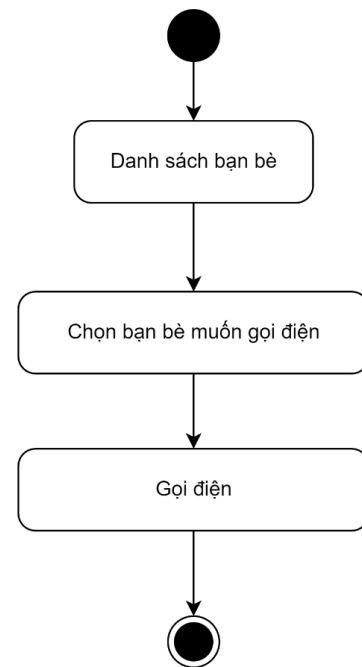 Danh sách bạn bè
Chọn bạn bè muốn gọi điện
Gọi điện